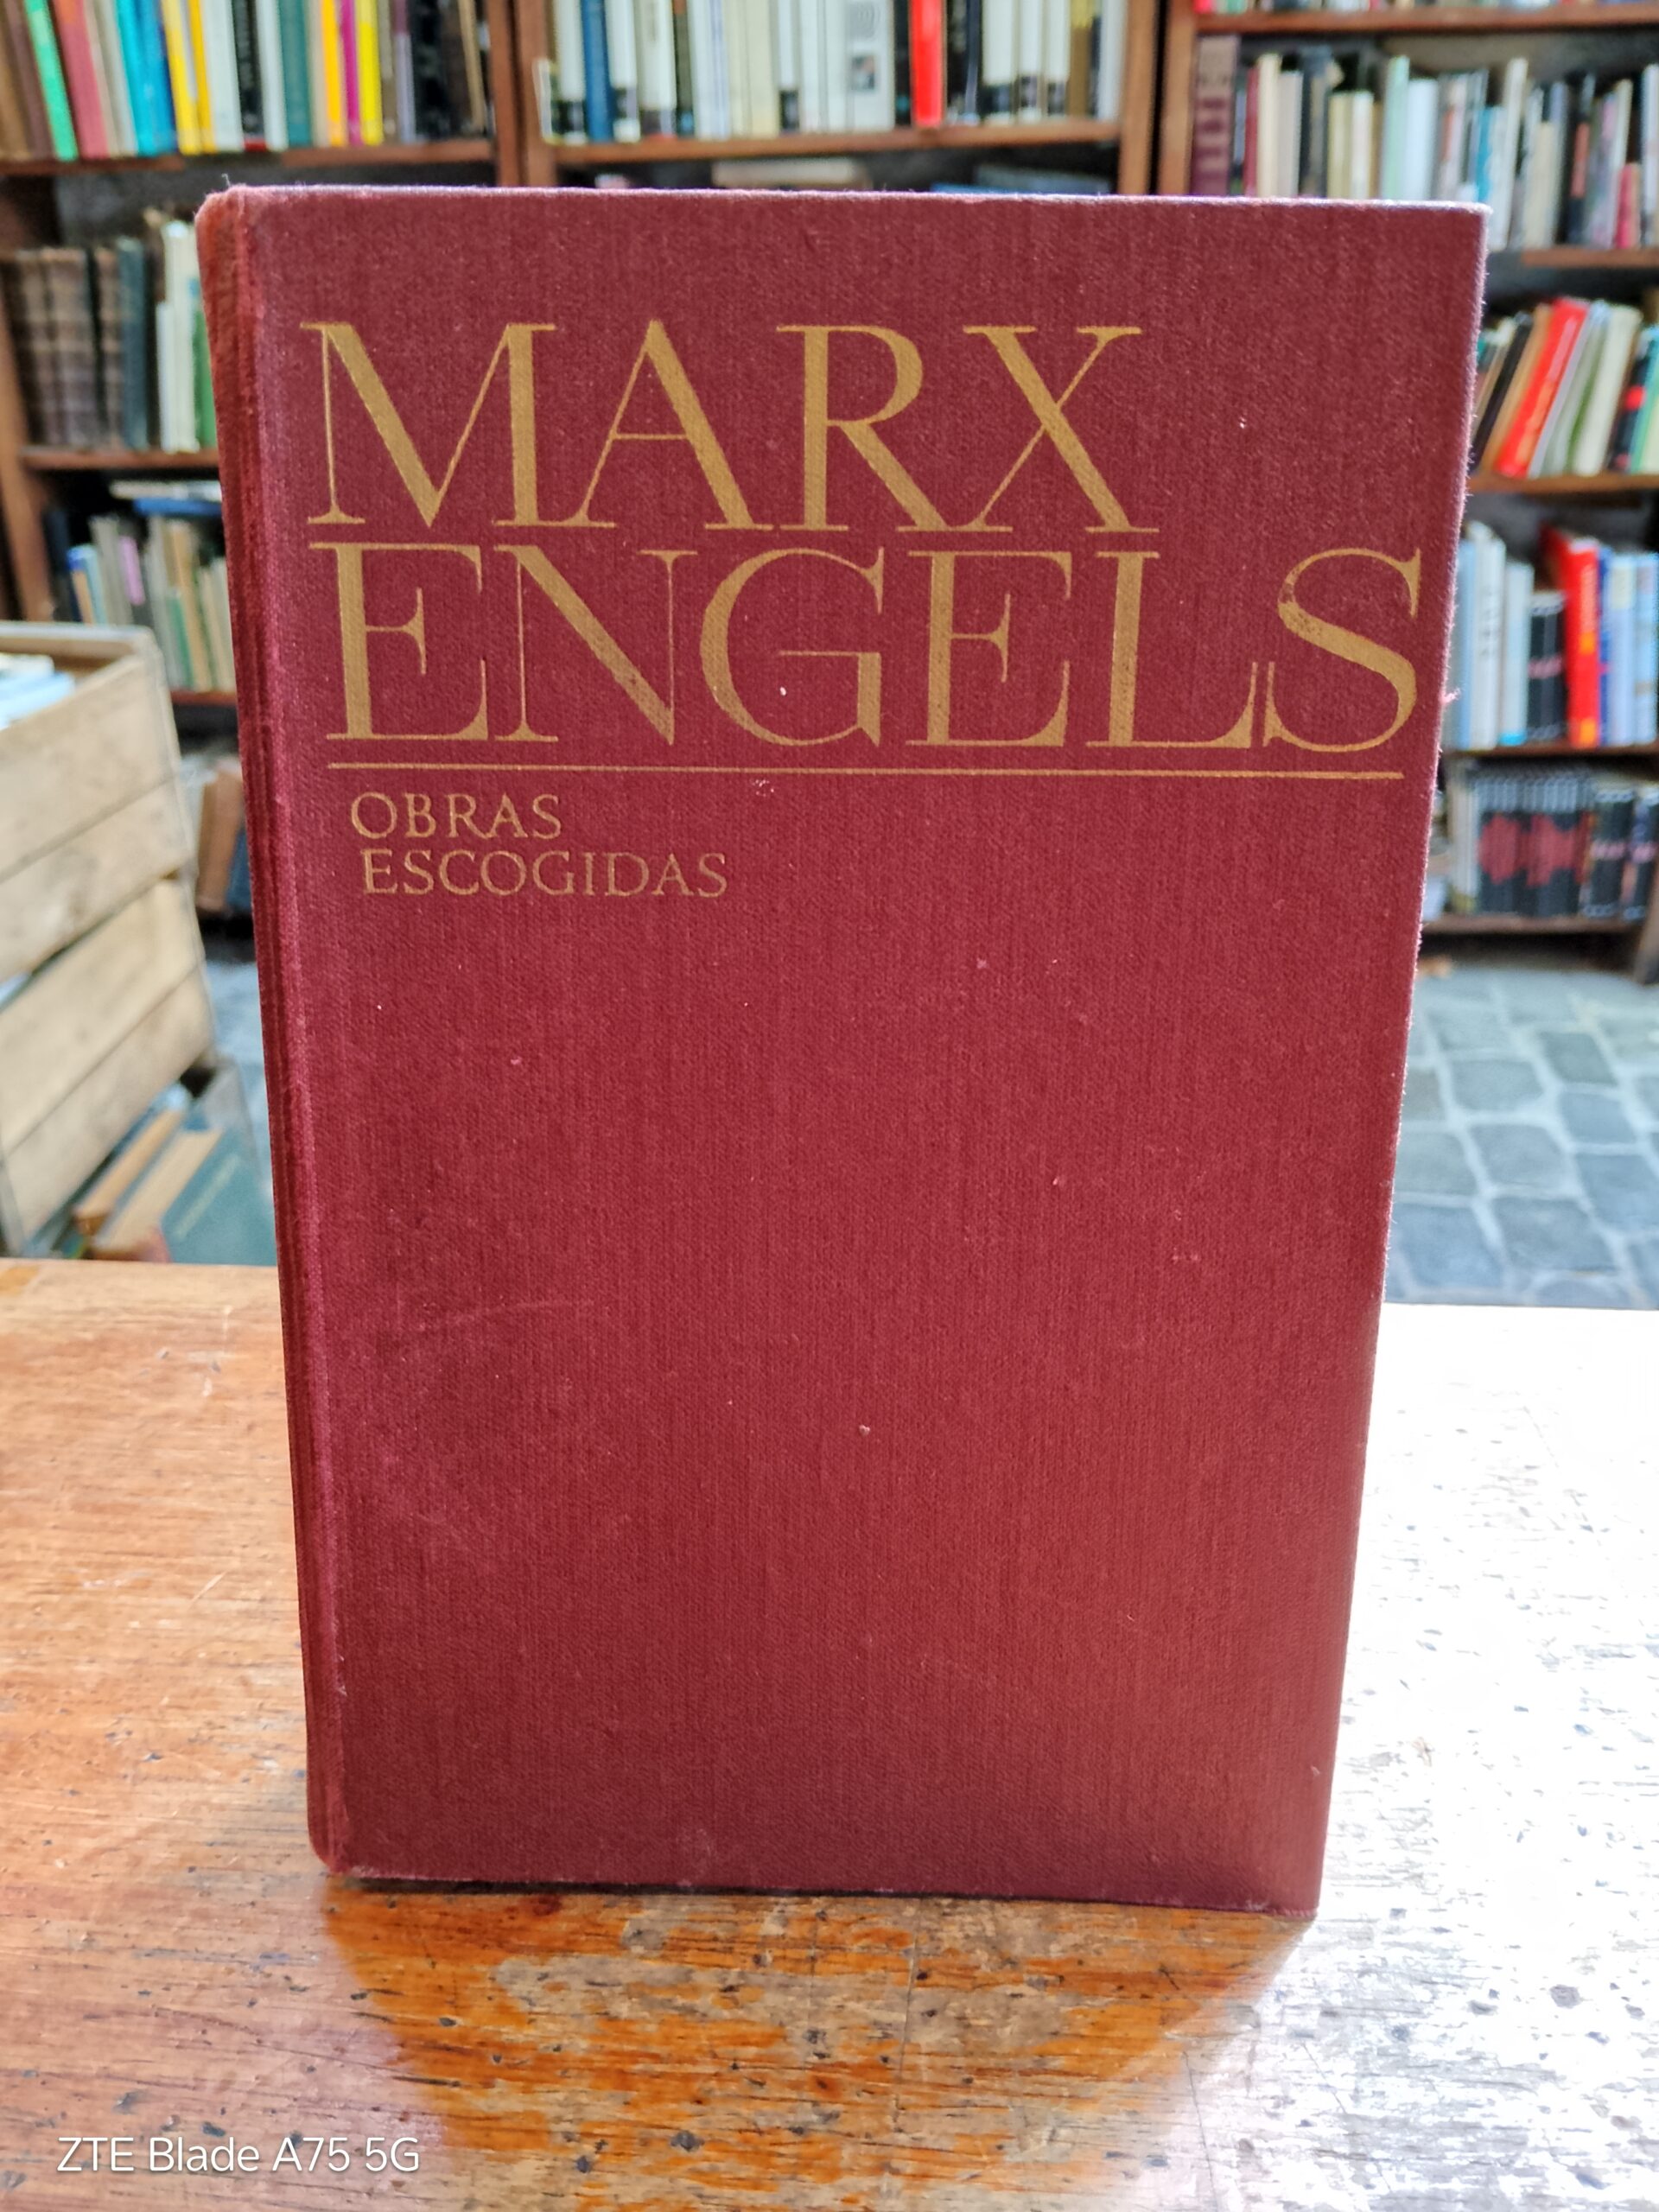 MARX
ENGELS
OBRAS
ESCOGIDAS
ZTE Blade A75 5G